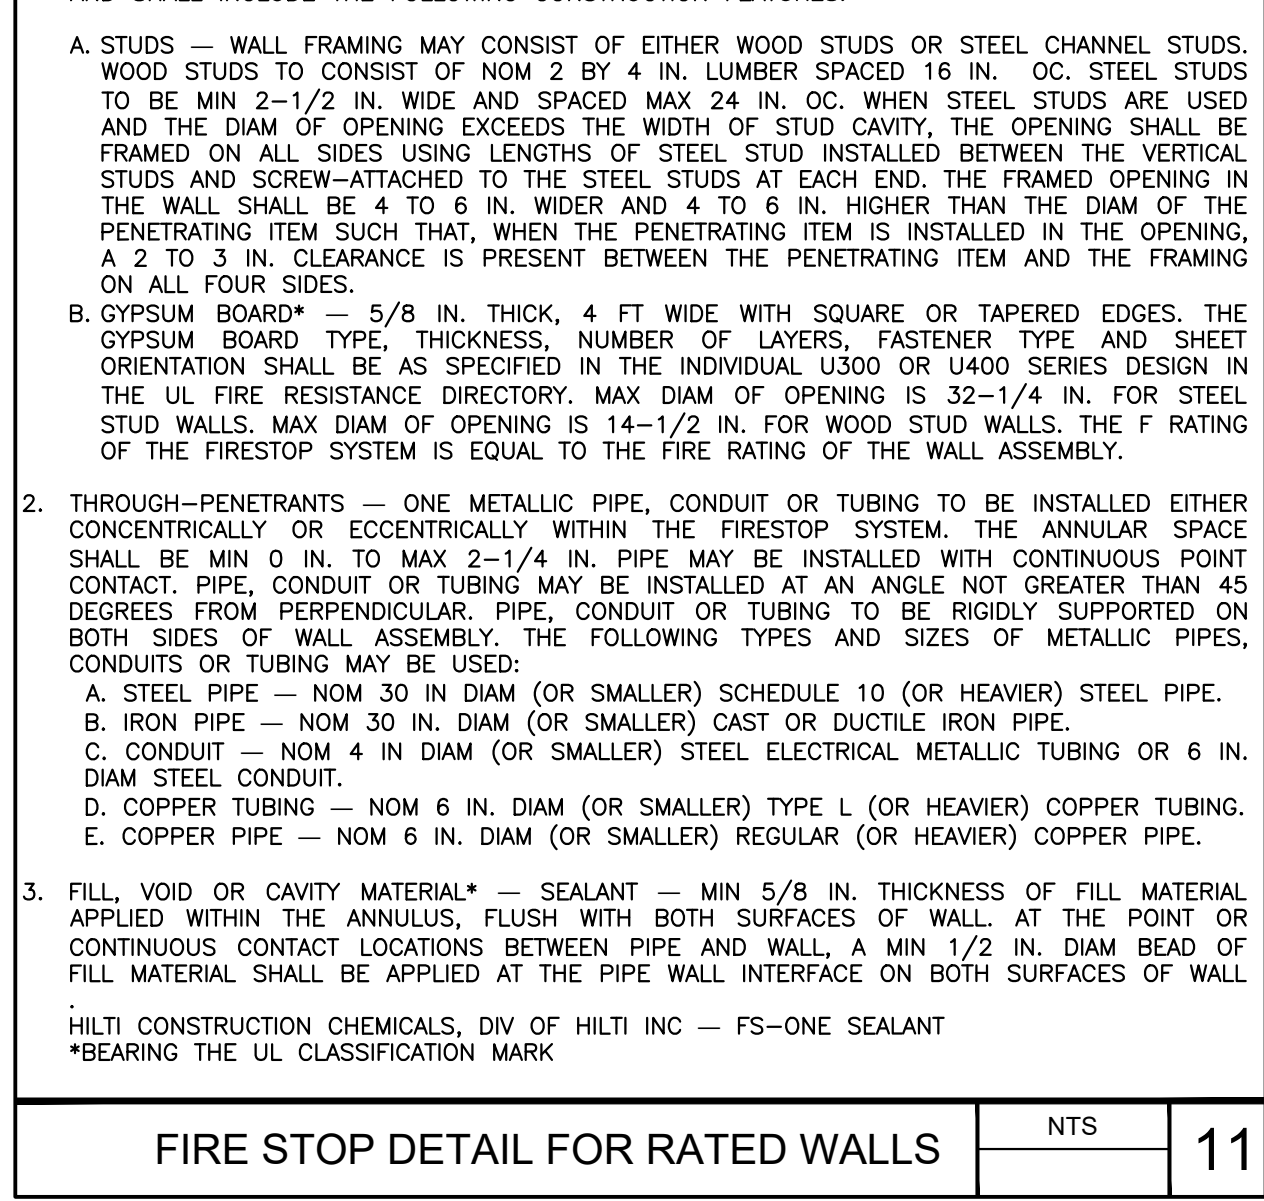 AND SHALL INCLUDE THE FOLLOWING CONSTRUCTION FEATURES:
A. STUDS — WALL FRAMING MAY CONSIST OF EITHER WOOD STUDS OR STEEL CHANNEL STUDS.
WOOD STUDS TO CONSIST OF NOM 2 BY 4 IN. LUMBER SPACED 16 IN. OC. STEEL STUDS
TO BE MIN 2-1/2 IN. WIDE AND SPACED MAX 24 IN. OC. WHEN STEEL STUDS ARE USED
AND THE DIAM OF OPENING EXCEEDS THE WIDTH OF STUD CAVITY, THE OPENING SHALL BE
FRAMED ON ALL SIDES USING LENGTHS OF STEEL STUD INSTALLED BETWEEN THE VERTICAL
STUDS AND SCREW-ATTACHED TO THE STEEL STUDS AT EACH END. THE FRAMED OPENING IN
THE WALL SHALL BE 4 TO 6 IN. WIDER AND 4 TO 6 IN. HIGHER THAN THE DIAM OF THE
PENETRATING ITEM SUCH THAT, WHEN THE PENETRATING ITEM IS INSTALLED IN THE OPENING,
A 2 TO 3 IN. CLEARANCE IS PRESENT BETWEEN THE PENETRATING ITEM AND THE FRAMING
ON ALL FOUR SIDES.
B. GYPSUM BOARD* — 5/8 IN. THICK, 4 FT WIDE WITH SQUARE OR TAPERED EDGES. THE
GYPSUM BOARD TYPE, THICKNESS, NUMBER OF LAYERS, FASTENER TYPE AND SHEET
ORIENTATION SHALL BE AS SPECIFIED IN THE INDIVIDUAL U300 OR U400 SERIES DESIGN IN
THE UL FIRE RESISTANCE DIRECTORY. MAX DIAM OF OPENING IS 32-1/4 IN. FOR STEEL
STUD WALLS. MAX DIAM OF OPENING IS 14-1/2 IN. FOR WOOD STUD WALLS. THE F RATING
OF THE FIRESTOP SYSTEM IS EQUAL TO THE FIRE RATING OF THE WALL ASSEMBLY.
2. THROUGH-PENETRANTS — ONE METALLIC PIPE, CONDUIT OR TUBING TO BE INSTALLED EITHER
CONCENTRICALLY OR ECCENTRICALLY WITHIN THE FIRESTOP SYSTEM. THE ANNULAR SPACE
SHALL BE MIN 0 IN. TO MAX 2-1/4 IN. PIPE MAY BE INSTALLED WITH CONTINUOUS POINT
CONTACT. PIPE, CONDUIT OR TUBING MAY BE INSTALLED AT AN ANGLE NOT GREATER THAN 45
DEGREES FROM PERPENDICULAR. PIPE, CONDUIT OR TUBING TO BE RIGIDLY SUPPORTED ON
BOTH SIDES OF WALL ASSEMBLY. THE FOLLOWING TYPES AND SIZES OF METALLIC PIPES,
CONDUITS OR TUBING MAY BE USED:
A. STEEL PIPE — NOM 30 IN DIAM (OR SMALLER) SCHEDULE 10 (OR HEAVIER) STEEL PIPE.
B. IRON PIPE — NOM 30 IN. DIAM (OR SMALLER) CAST OR DUCTILE IRON PIPE.
C. CONDUIT — NOM 4 IN DIAM (OR SMALLER) STEEL ELECTRICAL METALLIC TUBING OR 6 IN.
DIAM STEEL CONDUIT.
D. COPPER TUBING — NOM 6 IN. DIAM (OR SMALLER) TYPE L (OR HEAVIER) COPPER TUBING.
E. COPPER PIPE — NOM 6 IN. DIAM (OR SMALLER) REGULAR (OR HEAVIER) COPPER PIPE.
3. FILL, VOID OR CAVITY MATERIAL* — SEALANT — MIN 5/8 IN. THICKNESS OF FILL MATERIAL
APPLIED WITHIN THE ANNULUS, FLUSH WITH BOTH SURFACES OF WALL. AT THE POINT OR
CONTINUOUS CONTACT LOCATIONS BETWEEN PIPE AND WALL, A MIN 1/2 IN. DIAM BEAD OF
FILL MATERIAL SHALL BE APPLIED AT THE PIPE WALL INTERFACE ON BOTH SURFACES OF WALL
.
HILTI CONSTRUCTION CHEMICALS, DIV OF HILTI INC — FS-ONE SEALANT
*BEARING THE UL CLASSIFICATION MARK
FIRE STOP DETAIL FOR RATED WALLS
NTS
11